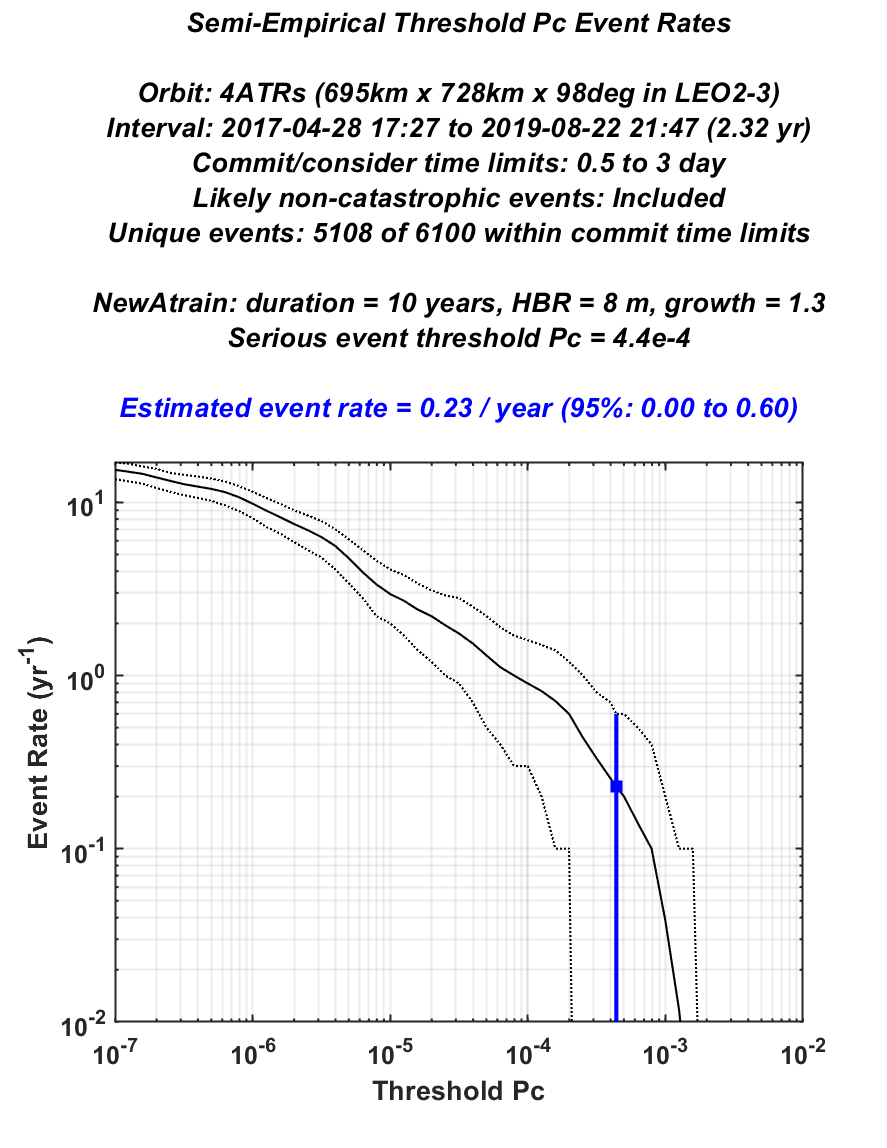 Semi-Empirical Threshold Pc Event Rates
Orbit: 4ATRs (695km x 728km x 98deg in LEO2-3)
Interval: 2017-04-28 17:27 to 2019-08-22 21:47 (2.32 yr)
Commit/consider time limits: 0.5 to 3 day
Likely non-catastrophic events: Included
Unique events: 5108 of 6100 within commit time limits
NewAtrain: duration = 10 years, HBR = 8 m, growth = 1.3
Serious event threshold Pc = 4.4e-4
Estimated event rate = 0.23 / year (95%: 0.00 to 0.60)
Event Rate (yr⁻¹)
10¹
10⁰
10⁻¹
10⁻²
10⁻⁷ 10⁻⁶ 10⁻⁵ 10⁻⁴ 10⁻³ 10⁻²
Threshold Pc